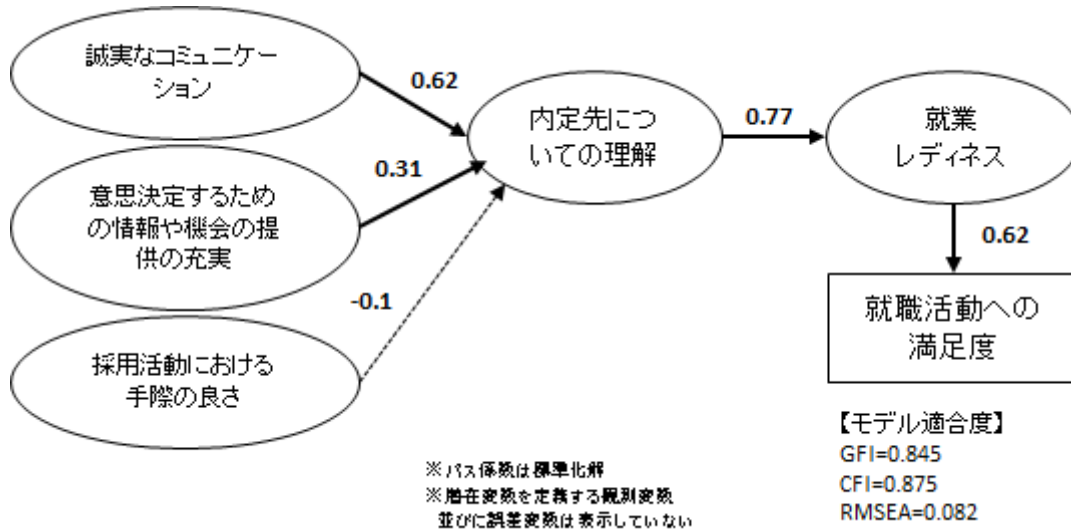 誠実なコミュニケー
ション
0.62
内定先につ
いての理解
0.77
就業
レディネス
意思決定するため
の情報や機会の提
供の充実
0.31
0.62
-0.1
採用活動における
手際の良さ
就職活動への
満足度
【モデル適合度】
GFI=0.845
CFI=0.875
RMSEA=0.082
※パス係数は標準化解
※潜在変数を定義する観測変数
並びに誤差変数は表示していない